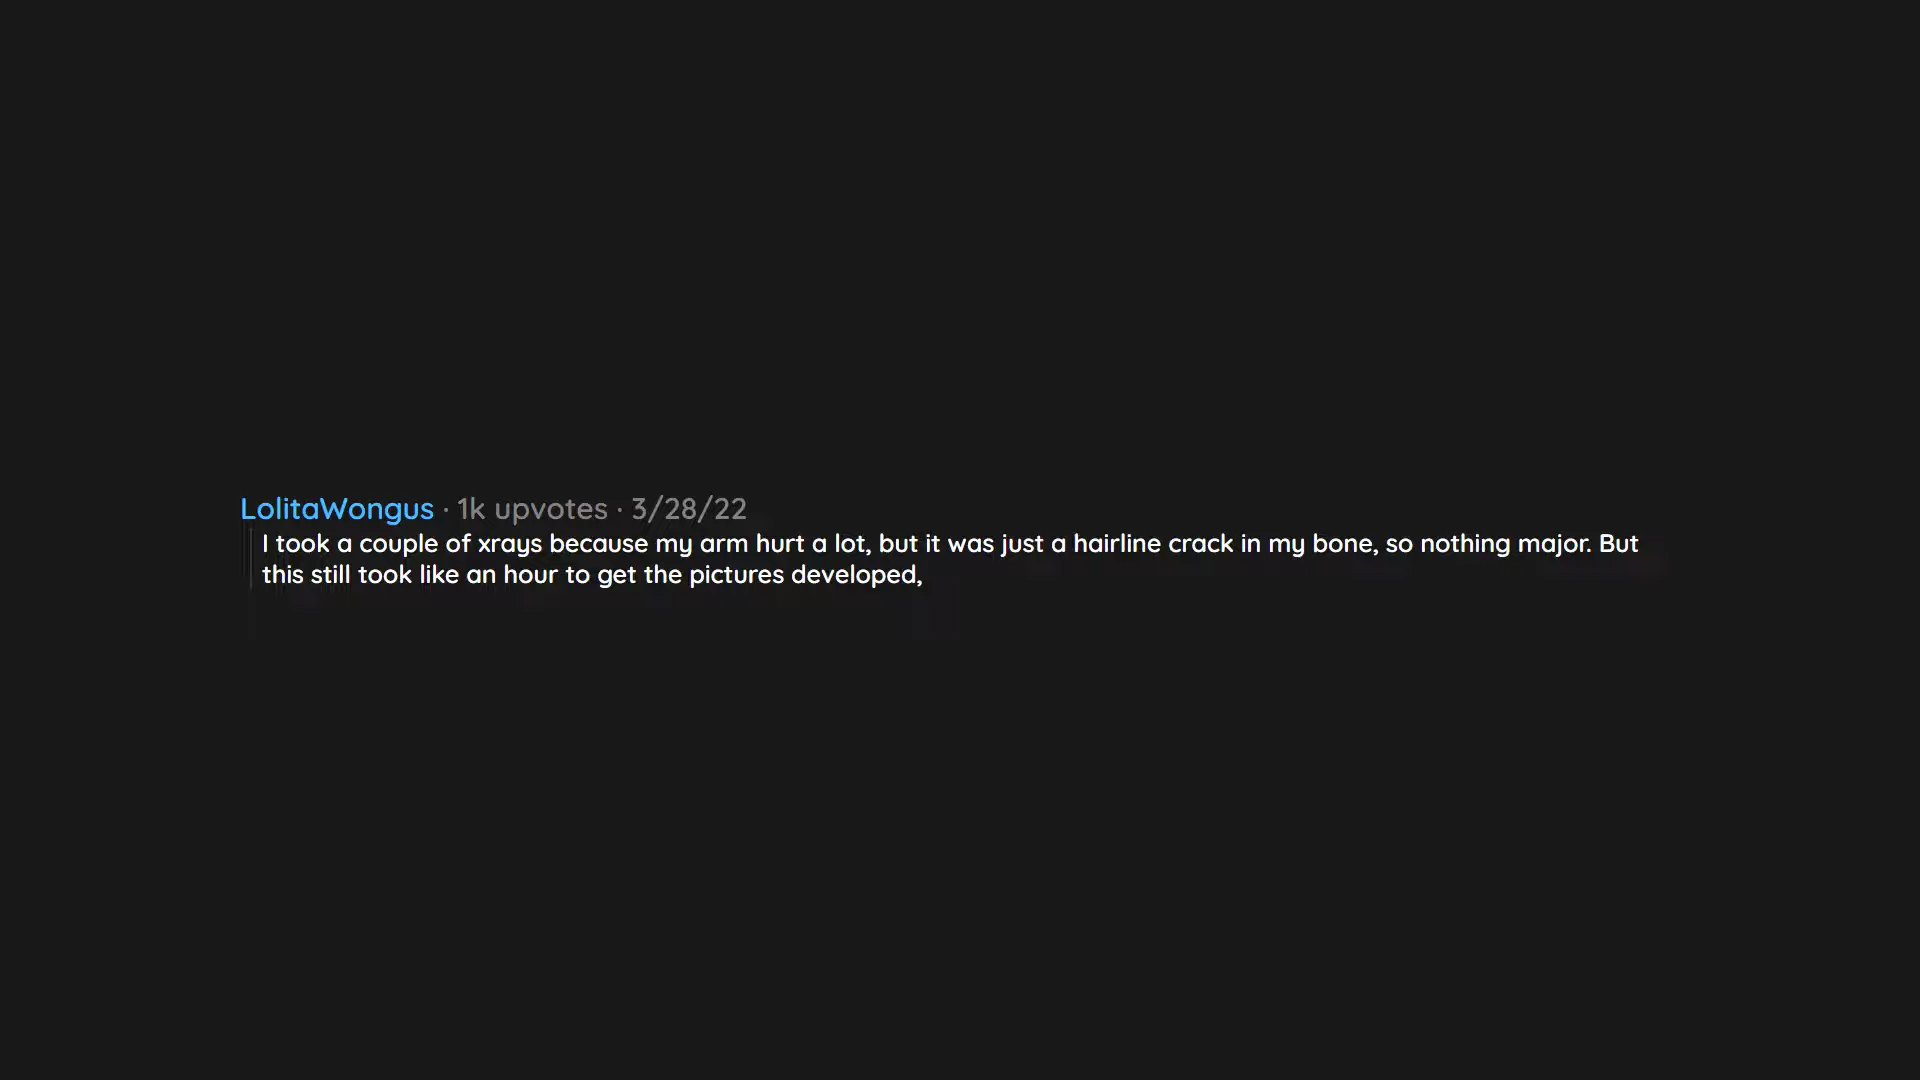 LolitaWongus · 1k upvotes · 3/28/22
I took a couple of xrays because my arm hurt a lot, but it was just a hairline crack in my bone, so nothing major. But
this still took like an hour to get the pictures developed,